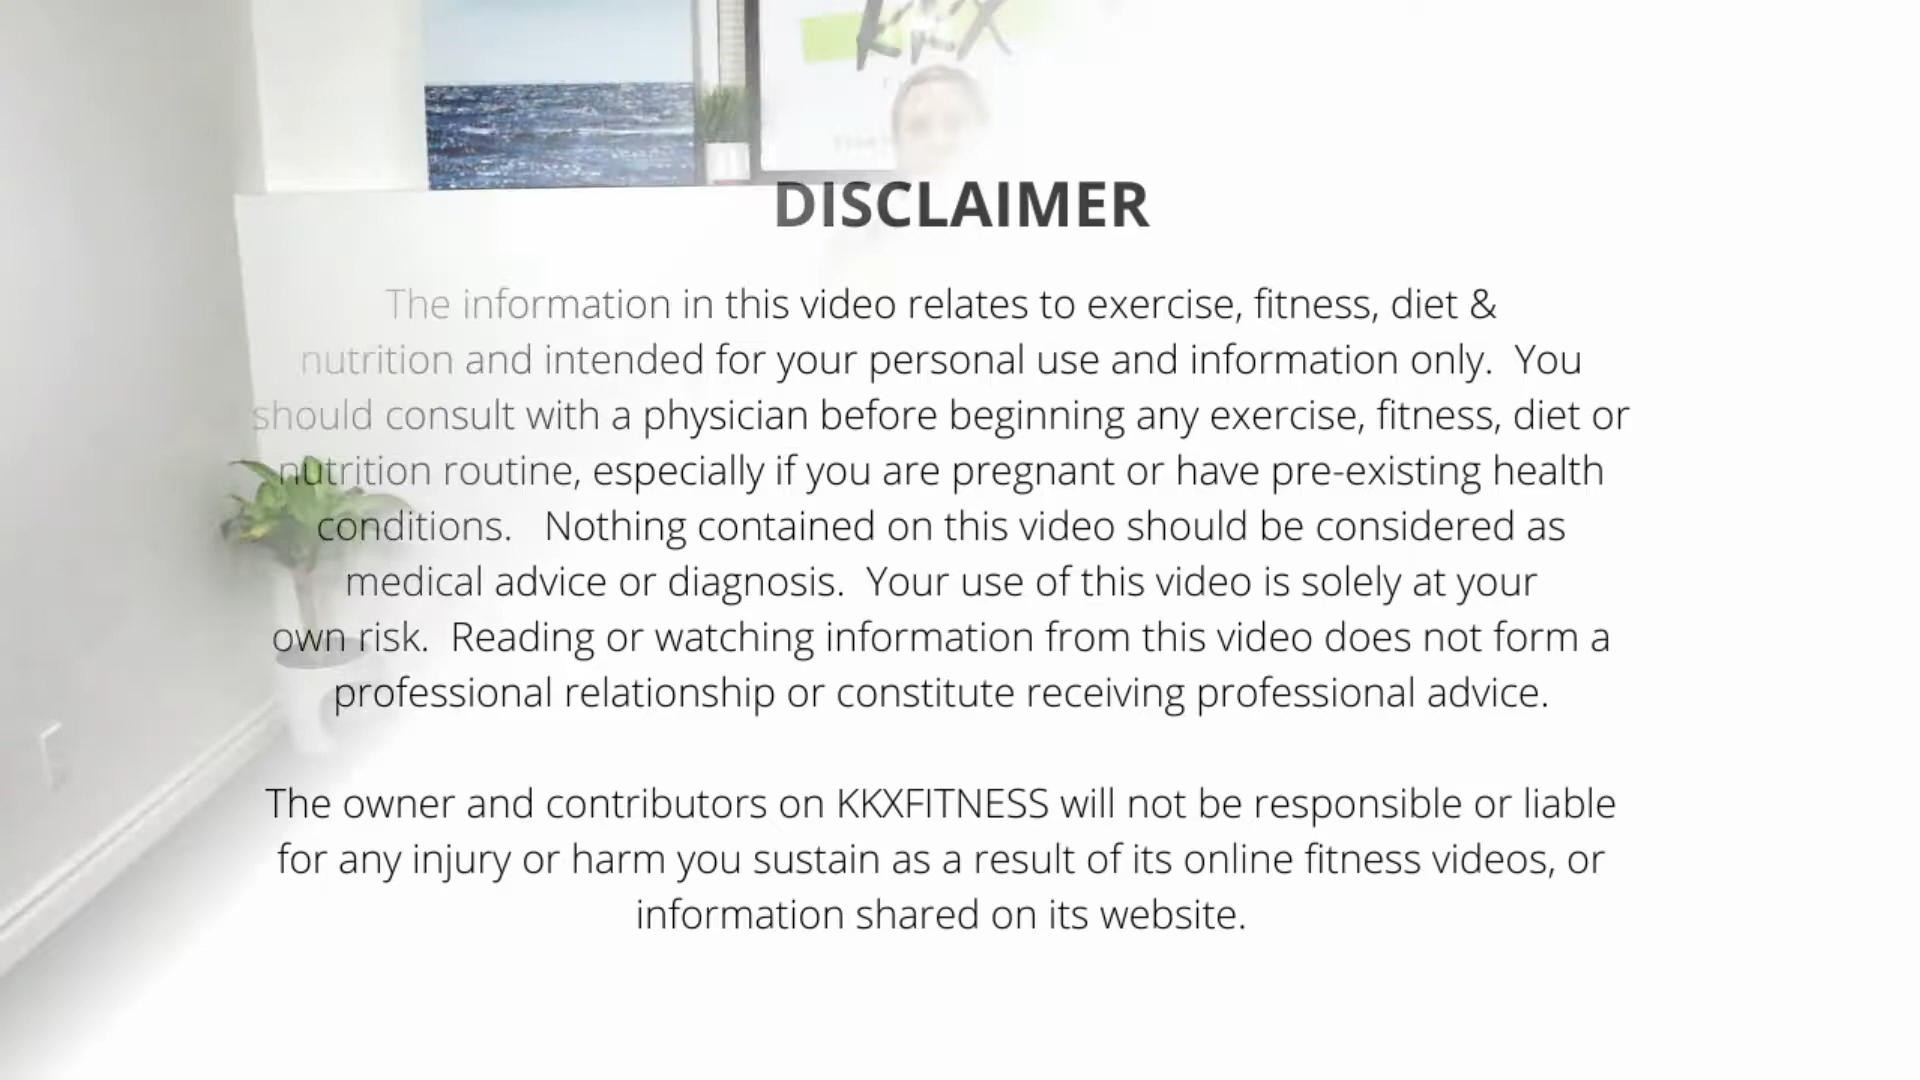 KKX
DISCLAIMER
The information in this video relates to exercise, fitness, diet &
nutrition and intended for your personal use and information only. You
should consult with a physician before beginning any exercise, fitness, diet or
nutrition routine, especially if you are pregnant or have pre-existing health
conditions. Nothing contained on this video should be considered as
medical advice or diagnosis. Your use of this video is solely at your
own risk. Reading or watching information from this video does not form a
professional relationship or constitute receiving professional advice.
The owner and contributors on KKXFITNESS will not be responsible or liable
for any injury or harm you sustain as a result of its online fitness videos, or
information shared on its website.